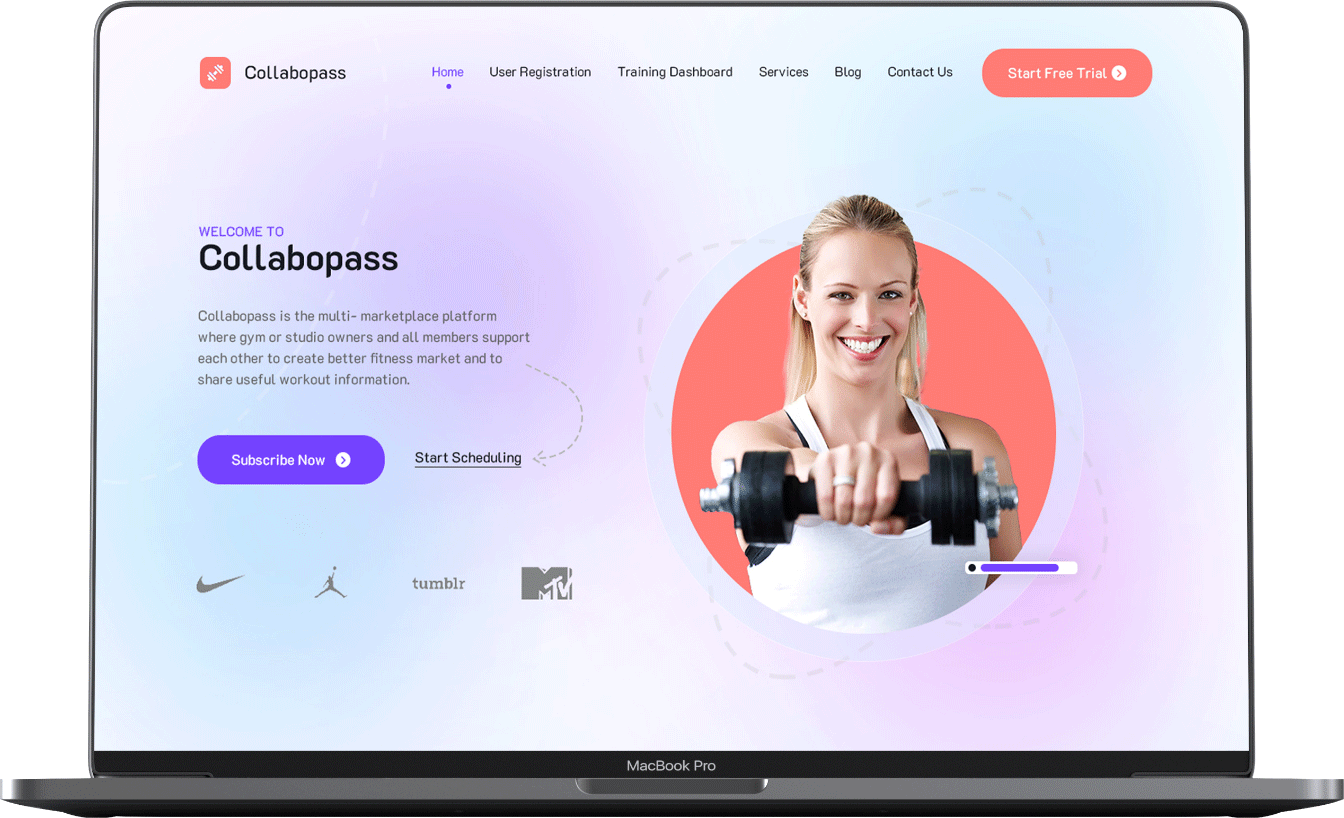 Collabopass
Home User Registration Training Dashboard Services Blog Contact Us
Start Free Trial
WELCOME TO
Collabopass
Collabopass is the multi- marketplace platform
where gym or studio owners and all members support
each other to create better fitness market and to
share useful workout information.
Subscribe Now
Start Scheduling
tumblr
MTV
MacBook Pro